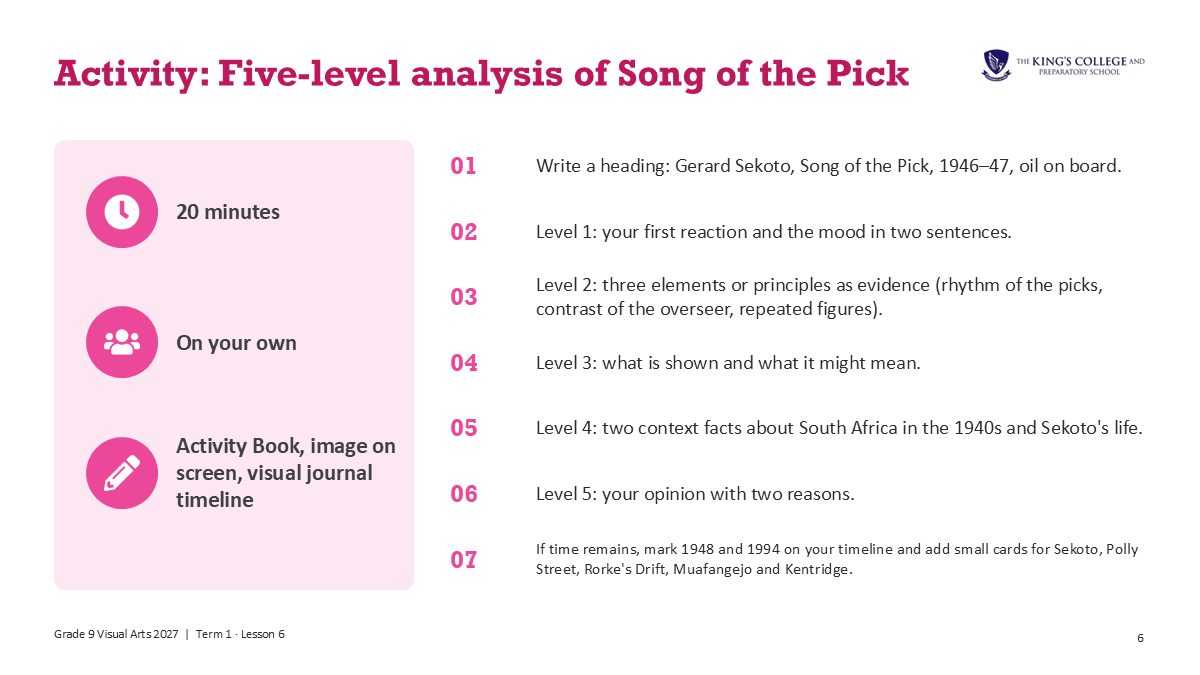 Activity: Five-level analysis of Song of the Pick
THE KING'S COLLEGE AND
PREPARATORY SCHOOL
20 minutes
On your own
Activity Book, image on
screen, visual journal
timeline
01
Write a heading: Gerard Sekoto, Song of the Pick, 1946–47, oil on board.
02
Level 1: your first reaction and the mood in two sentences.
03
Level 2: three elements or principles as evidence (rhythm of the picks,
contrast of the overseer, repeated figures).
04
Level 3: what is shown and what it might mean.
05
Level 4: two context facts about South Africa in the 1940s and Sekoto's life.
06
Level 5: your opinion with two reasons.
07
If time remains, mark 1948 and 1994 on your timeline and add small cards for Sekoto, Polly
Street, Rorke's Drift, Muafangejo and Kentridge.
Grade 9 Visual Arts 2027 | Term 1 · Lesson 6
6